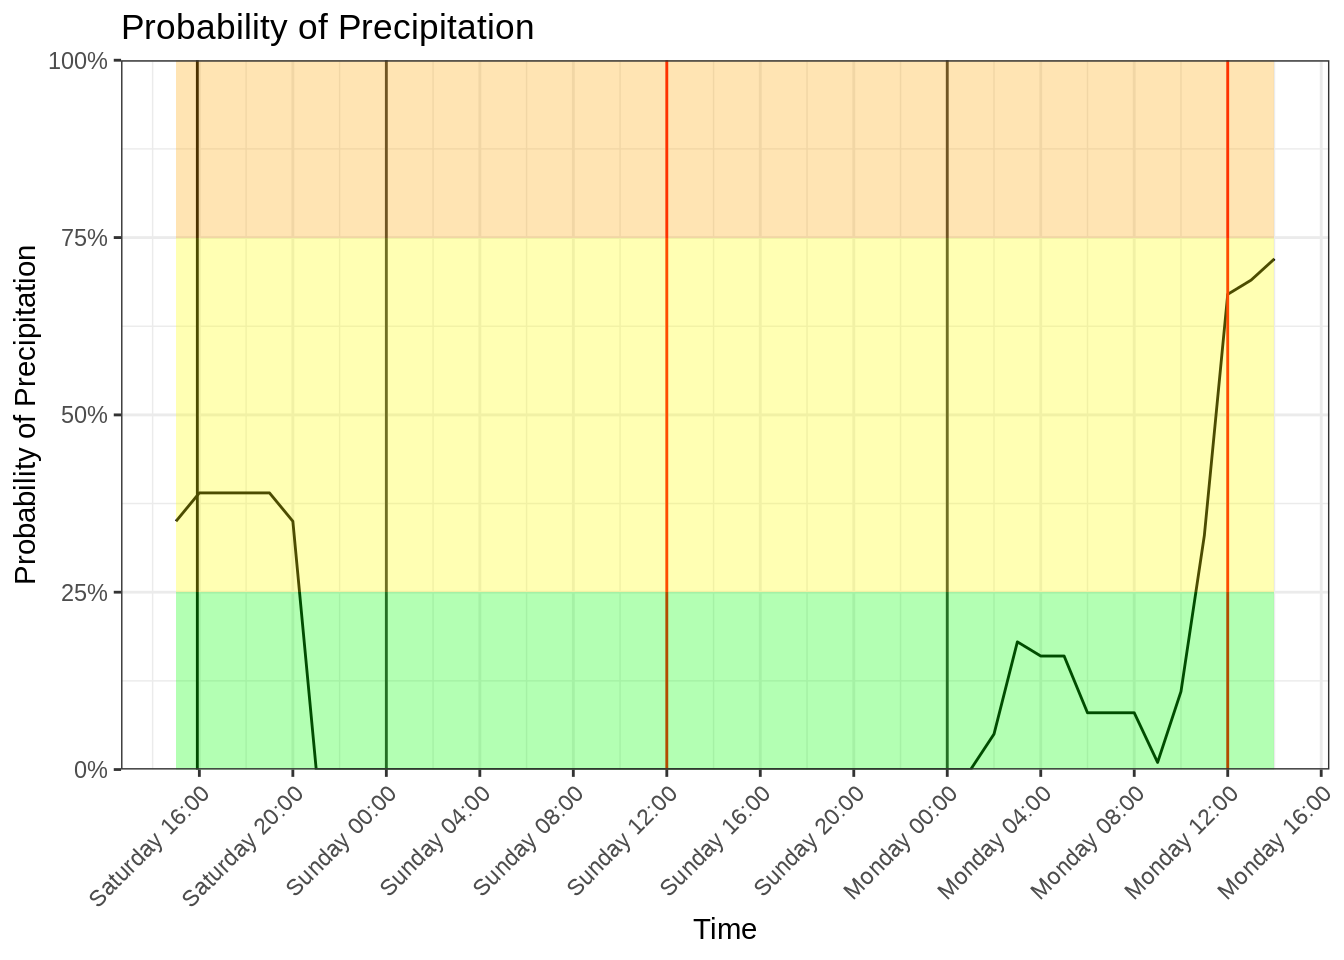 Probability of Precipitation
Probability of Precipitation
100%
75%
50%
25%
0%
Saturday 16:00
Saturday 20:00
Sunday 00:00
Sunday 04:00
Sunday 08:00
Sunday 12:00
Sunday 16:00
Sunday 20:00
Monday 00:00
Monday 04:00
Monday 08:00
Monday 12:00
Monday 16:00
Time